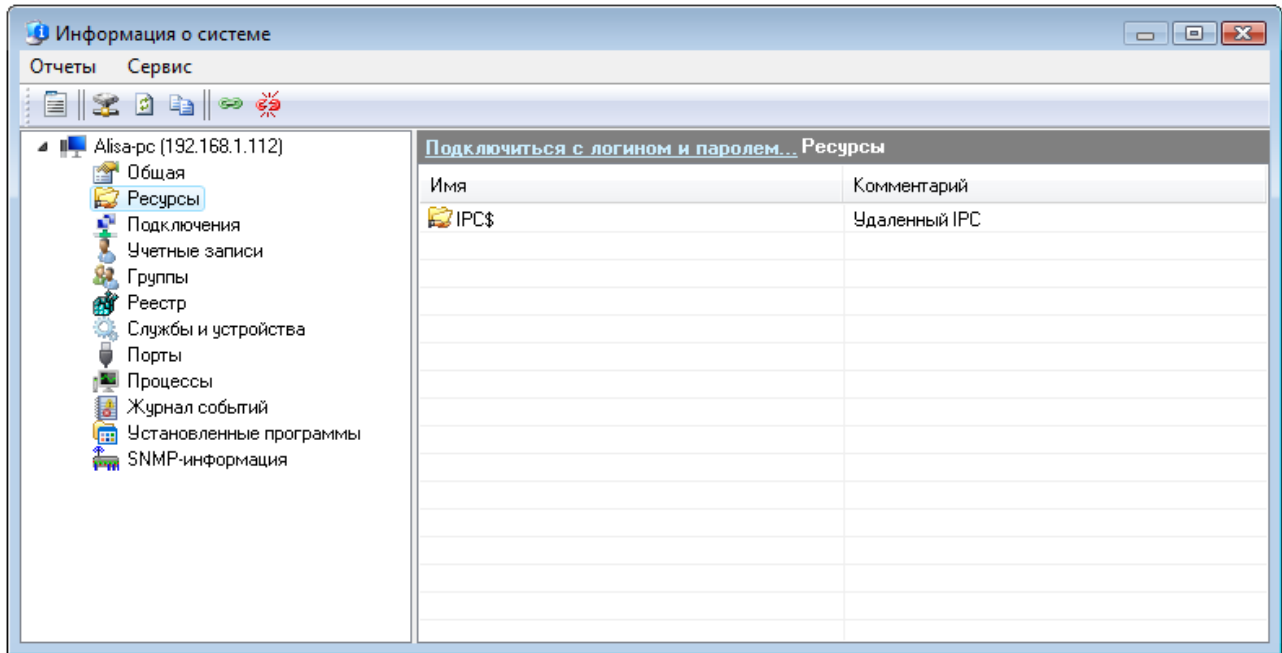 Информация о системе
Отчеты Сервис
Alisa-pc (192.168.1.112)
Общая
Ресурсы
Подключения
Учетные записи
Группы
Реестр
Службы и устройства
Порты
Процессы
Журнал событий
Установленные программы
SNMP-информация
Подключиться с логином и паролем... Ресурсы
Имя Комментарий
IPC$ Удаленный IPC